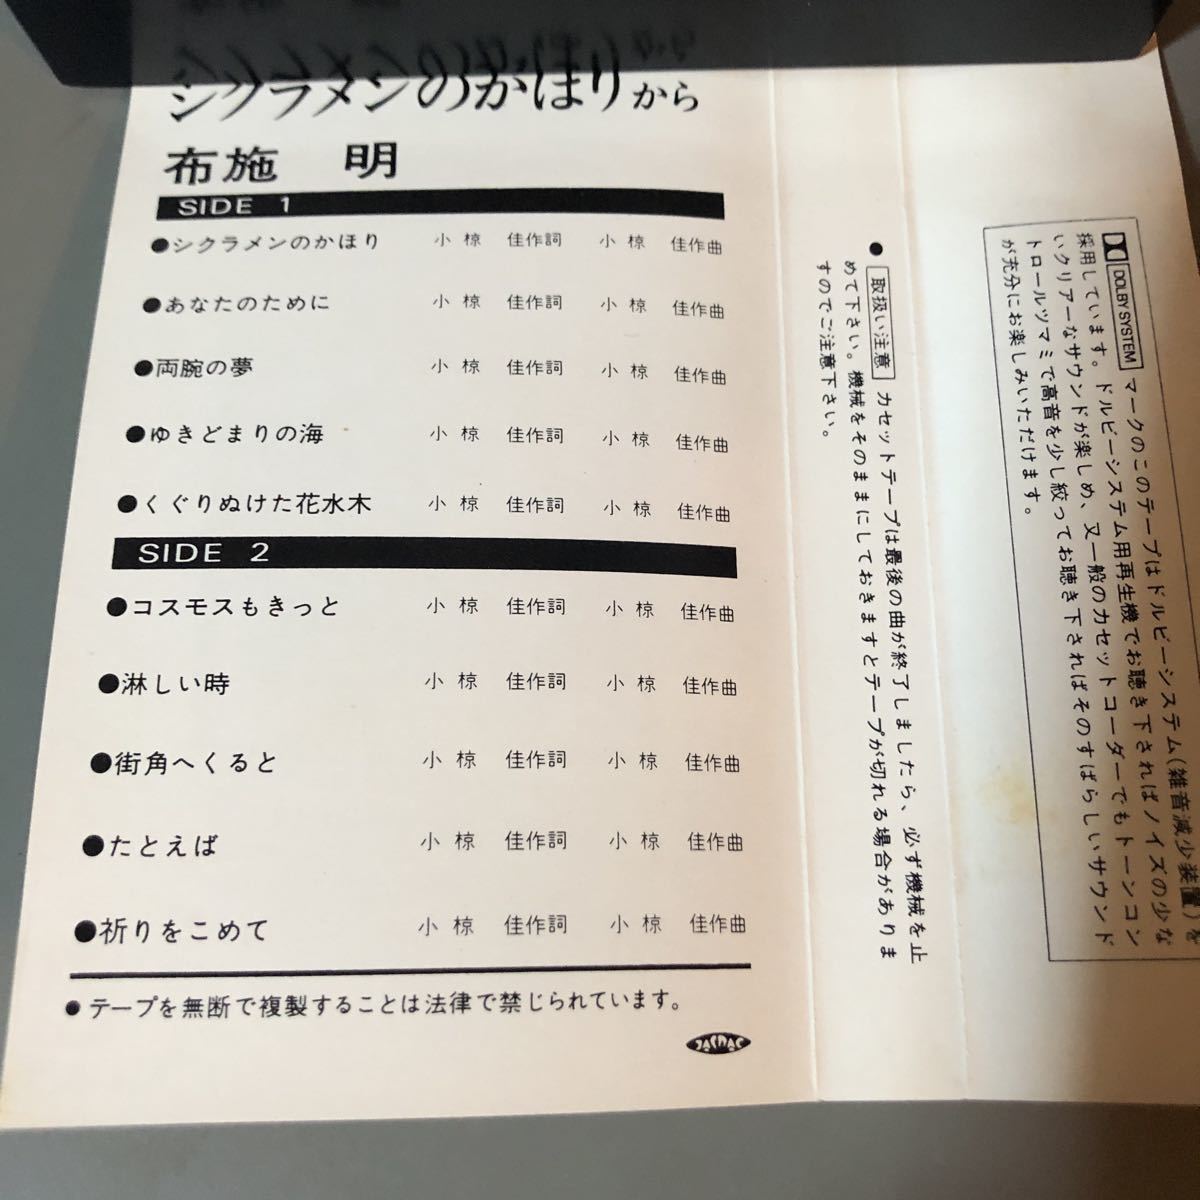 シクラメンのかほりから
布施 明
SIDE 1
●シクラメンのかほり 小椋 佳作詞 小椋 佳作曲
●あなたのために 小椋 佳作詞 小椋 佳作曲
●両腕の夢 小椋 佳作詞 小椋 佳作曲
●ゆきどまりの海 小椋 佳作詞 小椋 佳作曲
●くぐりぬけた花水木 小椋 佳作詞 小椋 佳作曲
SIDE 2
●コスモスもきっと 小椋 佳作詞 小椋 佳作曲
●淋しい時 小椋 佳作詞 小椋 佳作曲
●街角へくると 小椋 佳作詞 小椋 佳作曲
●たとえば 小椋 佳作詞 小椋 佳作曲
●祈りをこめて 小椋 佳作詞 小椋 佳作曲
●テープを無断で複製することは法律で禁じられています。
JASRAC
●取扱い注意 カセットテープは最後の曲が終了しましたら、必ず機械を止
めて下さい。機械をそのままにしておきますとテープが切れる場合がありま
すのでご注意下さい。
DOLBY SYSTEM マークのこのテープはドルビーシステム(雑音減少装置)を
採用しています。ドルビーシステム用再生機でお聴き下さればノイズの少な
いクリアーなサウンドが楽しめ、又一般のカセットコーダーでもトーンコン
トロールツマミで高音を少し絞ってお聴き下さればそのすばらしいサウンド
が充分にお楽しみいただけます。